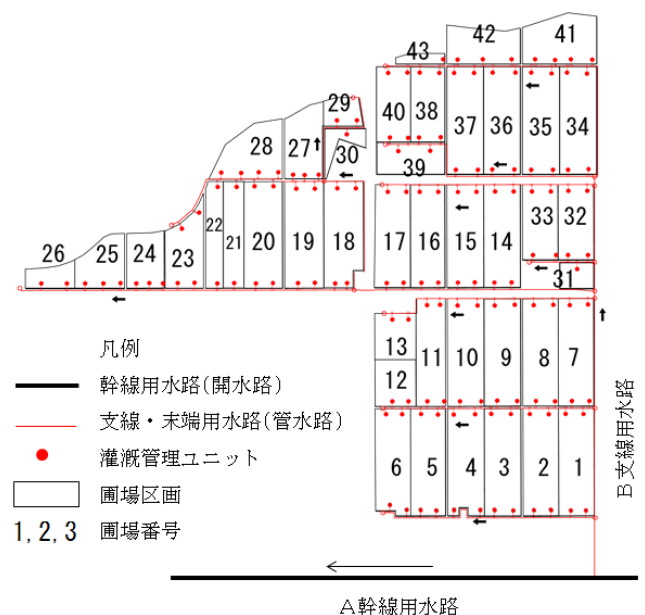 43 42 41
29 40 38 37 36 35 34
28 27 30 39
33 32
22 21 20 19 18 17 16 15 14
26 25 24 23 31
13 11 10 9 8 7
12
6 5 4 3 2 1
凡例
幹線用水路(開水路)
支線・末端用水路(管水路)
灌漑管理ユニット
圃場区画
1,2,3 圃場番号
B支線用水路
A幹線用水路